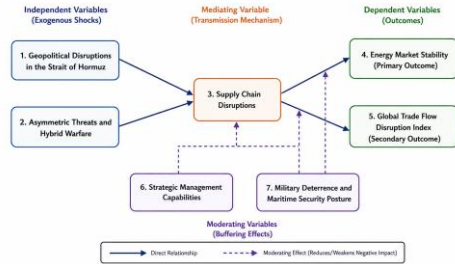 Independent Variables
(Exogenous Shocks)
Mediating Variable
(Transmission Mechanism)
Dependent Variables
(Outcomes)
1. Geopolitical Disruptions
in the Strait of Hormuz
2. Asymmetric Threats and
Hybrid Warfare
3. Supply Chain
Disruptions
4. Energy Market Stability
(Primary Outcome)
5. Global Trade Flow
Disruption Index
(Secondary Outcome)
6. Strategic Management
Capabilities
7. Military Deterrence and
Maritime Security Posture
Moderating Variables
(Buffering Effects)
Direct Relationship
Moderating Effect (Reduces/Weakens Negative Impact)